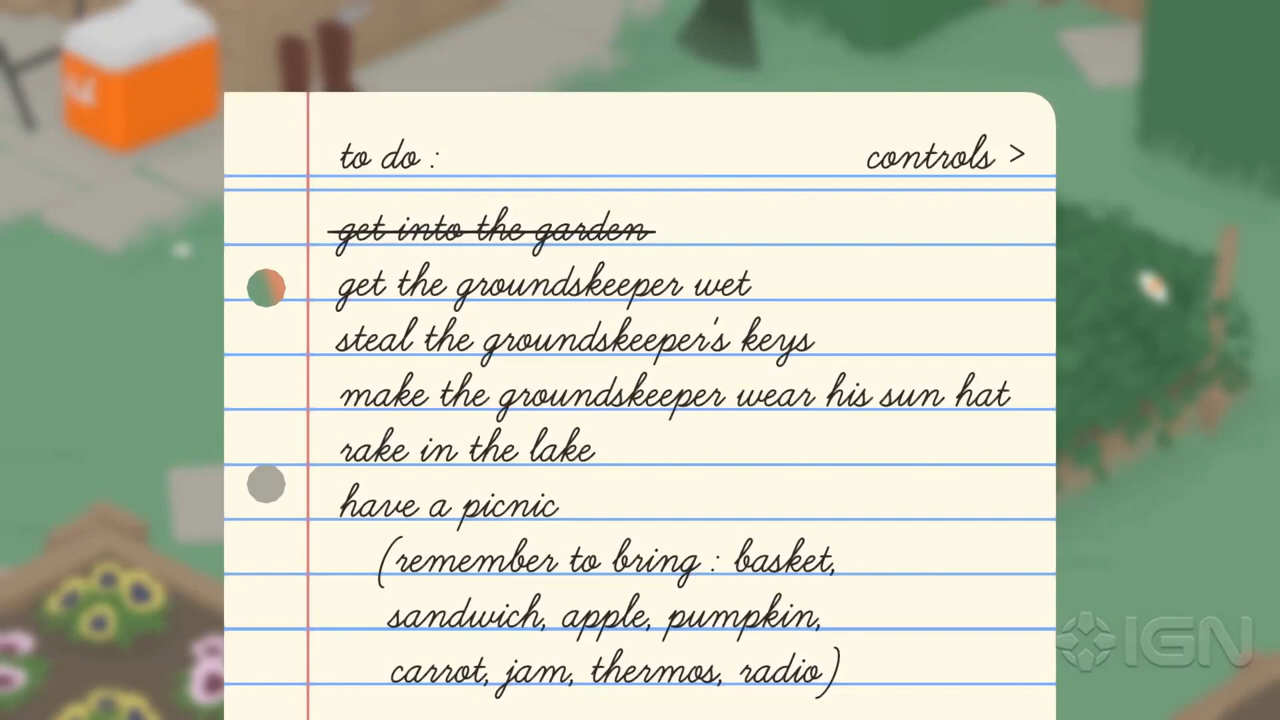 to do :
controls >
get into the garden
get the groundskeeper wet
steal the groundskeeper's keys
make the groundskeeper wear his sun hat
rake in the lake
have a picnic
(remember to bring : basket,
sandwich, apple, pumpkin,
carrot, jam, thermos, radio)
IGN